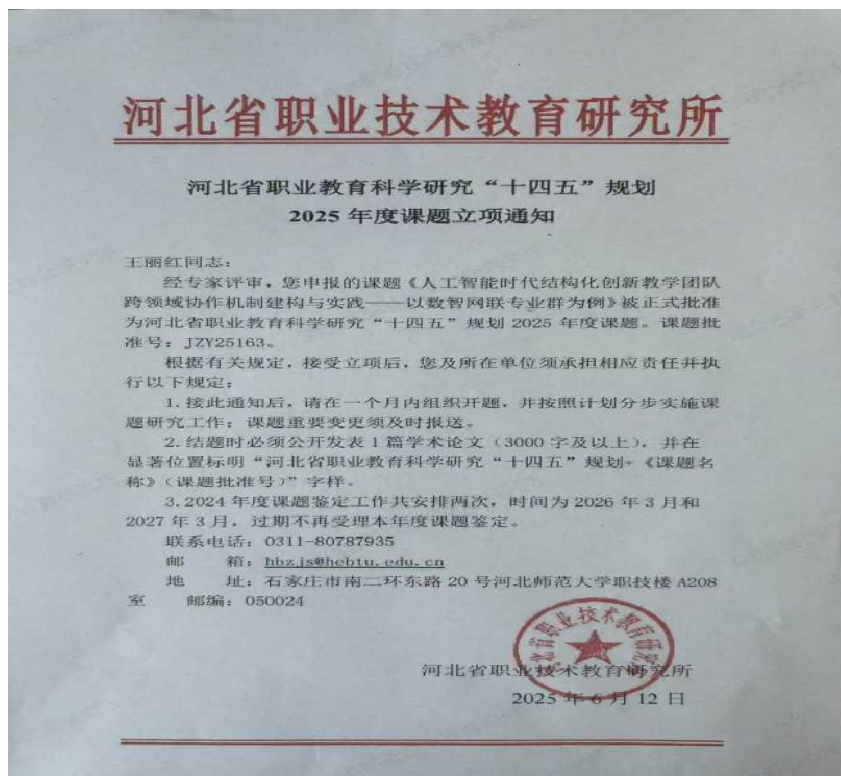 河北省职业技术教育研究所
河北省职业教育科学研究“十四五”规划
2025 年度课题立项通知
王丽红同志：
经专家评审，您申报的课题《人工智能时代结构化创新教学团队
跨领域协作机制建构与实践——以数智网联专业群为例》被正式批准
为河北省职业教育科学研究“十四五”规划 2025 年度课题。课题批
准号：JZY25163。
根据有关规定，接受立项后，您及所在单位须承担相应责任并执
行以下规定：
1.接此通知后，请在一个月内组织开题，并按照计划分步实施课
题研究工作；课题重要变更须及时报送。
2.结题时必须公开发表 1 篇学术论文（3000 字及以上），并在
显著位置标明“河北省职业教育科学研究“十四五”规划+《课题名
称》（课题批准号）”字样。
3.2024 年度课题鉴定工作共安排两次，时间为 2026 年 3 月和
2027 年 3 月，过期不再受理本年度课题鉴定。
联系电话：0311-80787935
邮 箱：hbzjs@hebtu.edu.cn
地 址：石家庄市南二环东路 20 号河北师范大学职技楼 A208
室 邮编：050024
河北省职业技术教育研究所
河北省职业技术教育研究所
2025 年 6 月 12 日